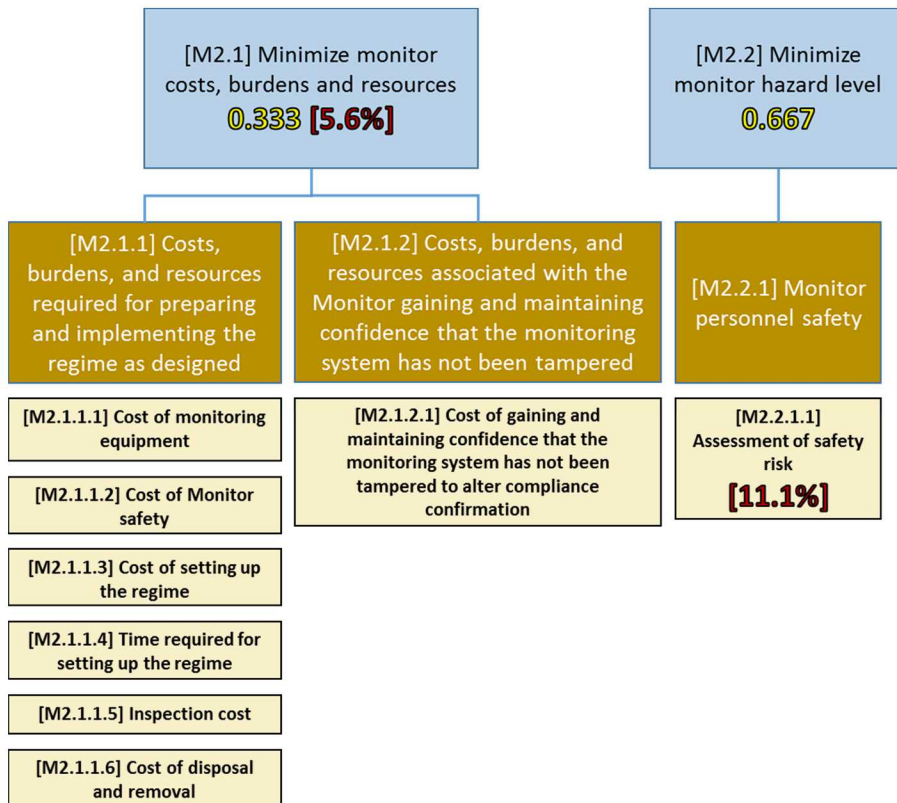 [M2.1] Minimize monitor
costs, burdens and resources
0.333 [5.6%]
[M2.2] Minimize
monitor hazard level
0.667
[M2.1.1] Costs,
burdens, and resources
required for preparing
and implementing the
regime as designed
[M2.1.2] Costs, burdens, and
resources associated with the
Monitor gaining and maintaining
confidence that the monitoring
system has not been tampered
[M2.2.1] Monitor
personnel safety
[M2.1.1.1] Cost of monitoring
equipment
[M2.1.1.2] Cost of Monitor
safety
[M2.1.1.3] Cost of setting up
the regime
[M2.1.1.4] Time required for
setting up the regime
[M2.1.1.5] Inspection cost
[M2.1.1.6] Cost of disposal
and removal
[M2.1.2.1] Cost of gaining and
maintaining confidence that the
monitoring system has not been
tampered to alter compliance
confirmation
[M2.2.1.1]
Assessment of safety
risk
[11.1%]